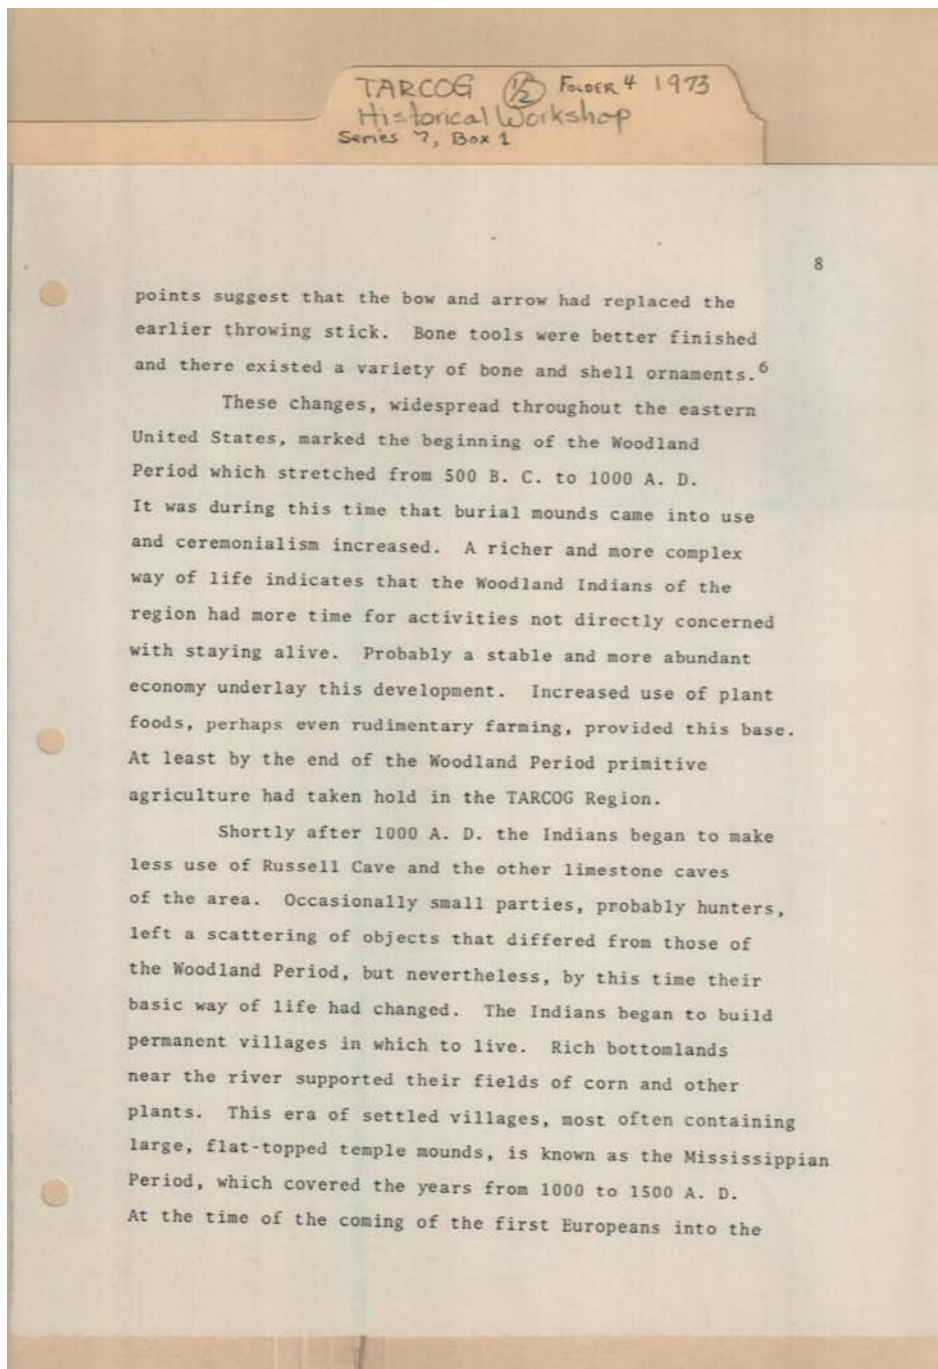 TARCOG 1/2 FOLDER 4 1973
Historical Workshop
Series 7, Box 1
8
points suggest that the bow and arrow had replaced the
earlier throwing stick. Bone tools were better finished
and there existed a variety of bone and shell ornaments.6
These changes, widespread throughout the eastern
United States, marked the beginning of the Woodland
Period which stretched from 500 B. C. to 1000 A. D.
It was during this time that burial mounds came into use
and ceremonialism increased. A richer and more complex
way of life indicates that the Woodland Indians of the
region had more time for activities not directly concerned
with staying alive. Probably a stable and more abundant
economy underlay this development. Increased use of plant
foods, perhaps even rudimentary farming, provided this base.
At least by the end of the Woodland Period primitive
agriculture had taken hold in the TARCOG Region.
Shortly after 1000 A. D. the Indians began to make
less use of Russell Cave and the other limestone caves
of the area. Occasionally small parties, probably hunters,
left a scattering of objects that differed from those of
the Woodland Period, but nevertheless, by this time their
basic way of life had changed. The Indians began to build
permanent villages in which to live. Rich bottomlands
near the river supported their fields of corn and other
plants. This era of settled villages, most often containing
large, flat-topped temple mounds, is known as the Mississippian
Period, which covered the years from 1000 to 1500 A. D.
At the time of the coming of the first Europeans into the